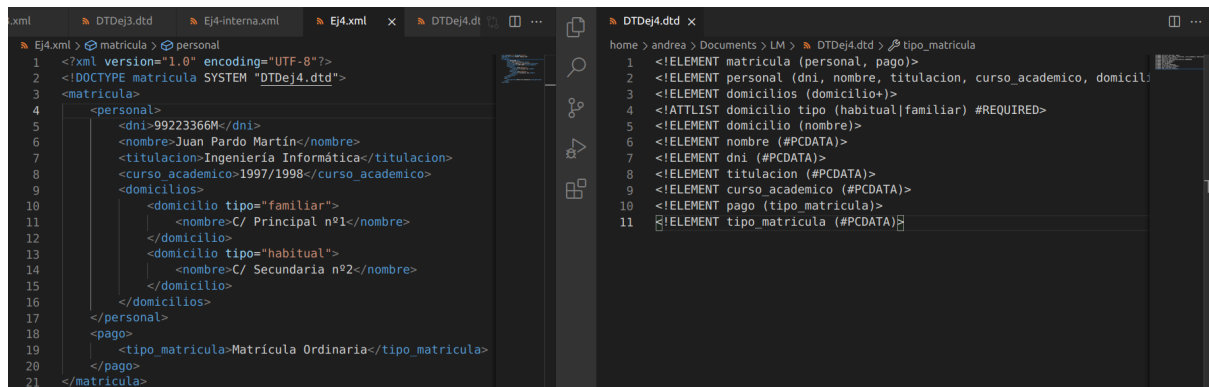 .xml
DTDej3.dtd
Ej4-interna.xml
Ej4.xml
DTDej4.dt
Ej4.xml > matricula > personal
1 <?xml version="1.0" encoding="UTF-8"?>
2 <!DOCTYPE matricula SYSTEM "DTDej4.dtd">
3 <matricula>
4 <personal>
5 <dni>99223366M</dni>
6 <nombre>Juan Pardo Martín</nombre>
7 <titulacion>Ingeniería Informática</titulacion>
8 <curso_academico>1997/1998</curso_academico>
9 <domicilios>
10 <domicilio tipo="familiar">
11 <nombre>C/ Principal nº1</nombre>
12 </domicilio>
13 <domicilio tipo="habitual">
14 <nombre>C/ Secundaria nº2</nombre>
15 </domicilio>
16 </domicilios>
17 </personal>
18 <pago>
19 <tipo_matricula>Matrícula Ordinaria</tipo_matricula>
20 </pago>
21 </matricula>
DTDej4.dtd
home > andrea > Documents > LM > DTDej4.dtd > tipo_matricula
1 <!ELEMENT matricula (personal, pago)>
2 <!ELEMENT personal (dni, nombre, titulacion, curso_academico, domicili
3 <!ELEMENT domicilios (domicilio+)>
4 <!ATTLIST domicilio tipo (habitual|familiar) #REQUIRED>
5 <!ELEMENT domicilio (nombre)>
6 <!ELEMENT nombre (#PCDATA)>
7 <!ELEMENT dni (#PCDATA)>
8 <!ELEMENT titulacion (#PCDATA)>
9 <!ELEMENT curso_academico (#PCDATA)>
10 <!ELEMENT pago (tipo_matricula)>
11 <!ELEMENT tipo_matricula (#PCDATA)>